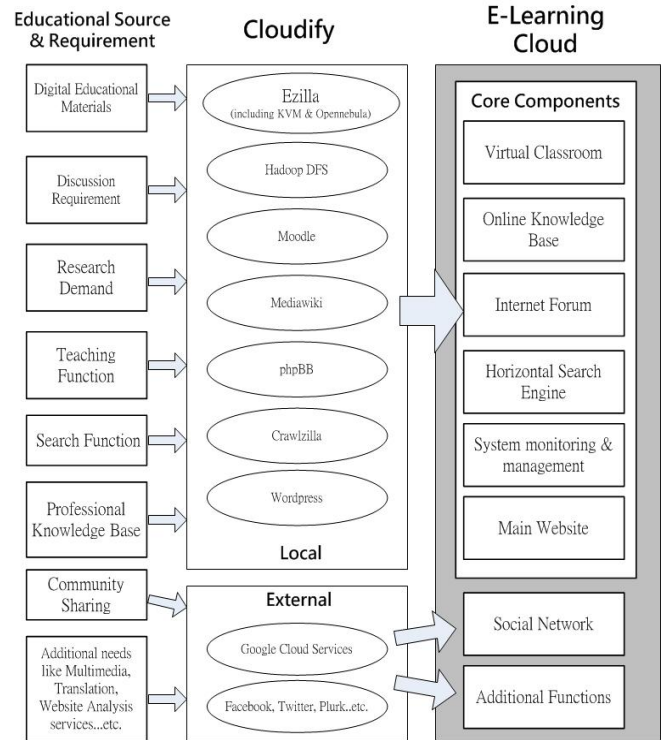 Educational Source
& Requirement
Digital Educational
Materials
Discussion
Requirement
Research
Demand
Teaching
Function
Search Function
Professional
Knowledge Base
Community
Sharing
Additional needs
like Multimedia,
Translation,
Website Analysis
services...etc.
Cloudify
Ezilla
(including KVM & Opennebula)
Hadoop DFS
Moodle
Mediawiki
phpBB
Crawlzilla
Wordpress
Local
External
Google Cloud Services
Facebook, Twitter, Plurk..etc.
E-Learning
Cloud
Core Components
Virtual Classroom
Online Knowledge
Base
Internet Forum
Horizontal Search
Engine
System monitoring &
management
Main Website
Social Network
Additional Functions